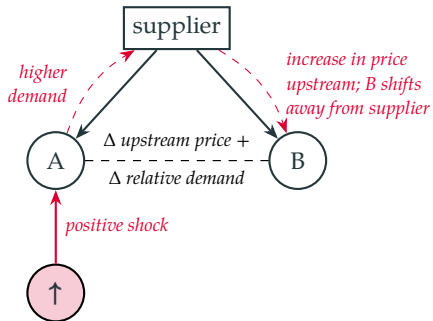 supplier
higher
demand
increase in price
upstream; B shifts
away from supplier
A
Δ upstream price +
Δ relative demand
B
positive shock
↑